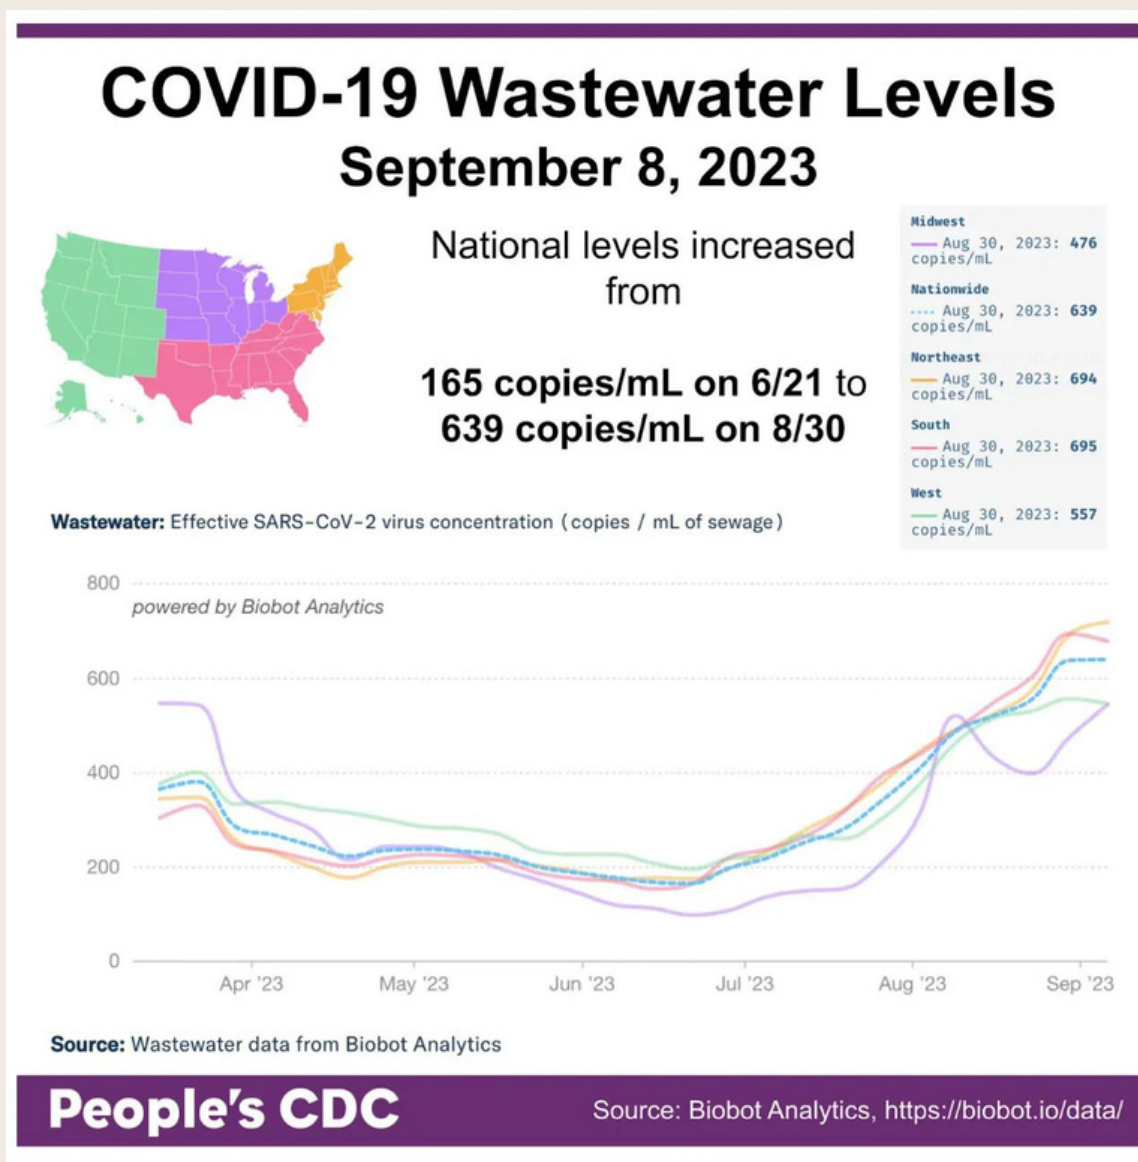 COVID-19 Wastewater Levels
September 8, 2023
National levels increased
from
165 copies/mL on 6/21 to
639 copies/mL on 8/30
Midwest
Aug 30, 2023: 476
copies/mL
Nationwide
Aug 30, 2023: 639
copies/mL
Northeast
Aug 30, 2023: 694
copies/mL
South
Aug 30, 2023: 695
copies/mL
West
Aug 30, 2023: 557
copies/mL
Wastewater: Effective SARS-CoV-2 virus concentration (copies / mL of sewage)
800
powered by Biobot Analytics
600
400
200
0
Apr '23 May '23 Jun '23 Jul '23 Aug '23 Sep '23
Source: Wastewater data from Biobot Analytics
People's CDC
Source: Biobot Analytics, https://biobot.io/data/